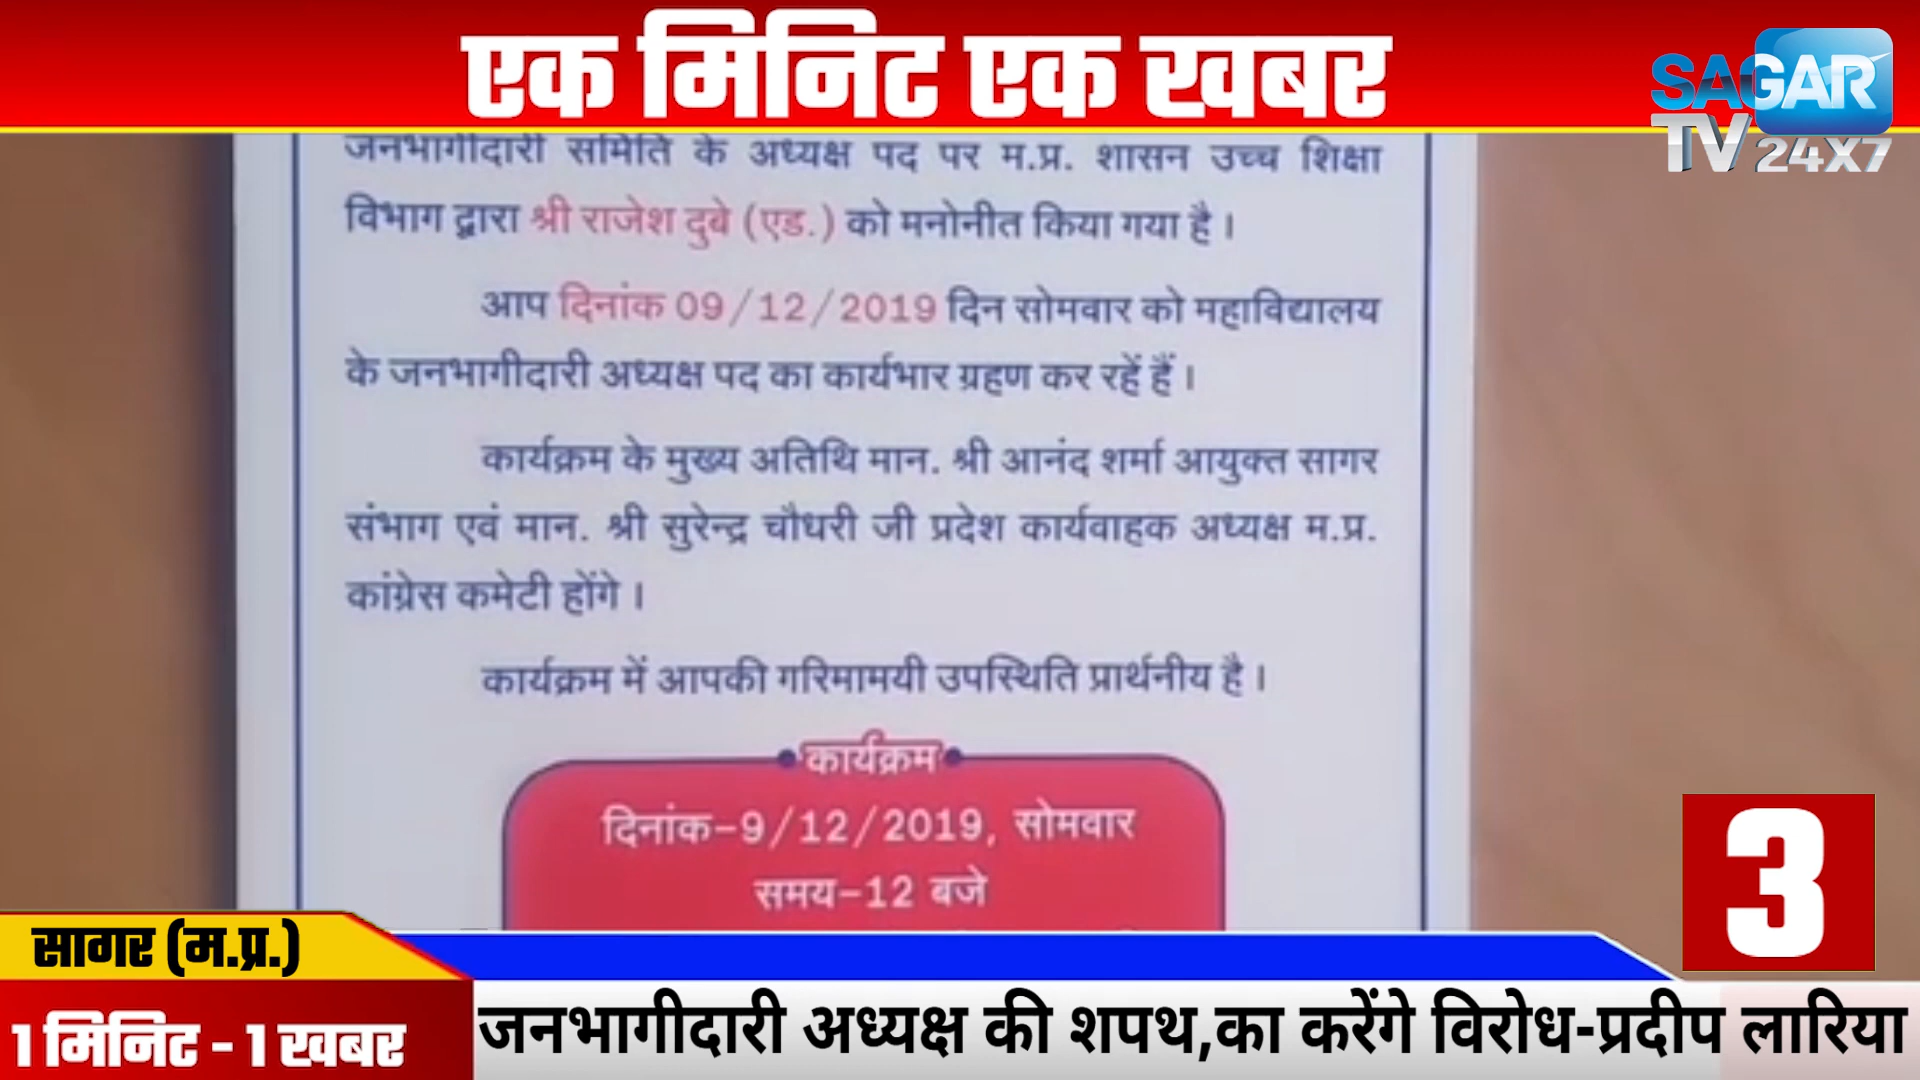 एक मिनिट एक खबर
SAGAR
TV 24X7
जनभागीदारी समिति के अध्यक्ष पद पर म.प्र. शासन उच्च शिक्षा
विभाग द्वारा श्री राजेश दुबे (एड.) को मनोनीत किया गया है ।
आप दिनांक 09/12/2019 दिन सोमवार को महाविद्यालय
के जनभागीदारी अध्यक्ष पद का कार्यभार ग्रहण कर रहें हैं ।
कार्यक्रम के मुख्य अतिथि मान. श्री आनंद शर्मा आयुक्त सागर
संभाग एवं मान. श्री सुरेन्द्र चौधरी जी प्रदेश कार्यवाहक अध्यक्ष म.प्र.
कांग्रेस कमेटी होंगे ।
कार्यक्रम में आपकी गरिमामयी उपस्थिति प्रार्थनीय है ।
कार्यक्रम
दिनांक-9/12/2019, सोमवार
समय-12 बजे
3
सागर (म.प्र.)
1 मिनिट - 1 खबर
जनभागीदारी अध्यक्ष की शपथ,का करेंगे विरोध-प्रदीप लारिया